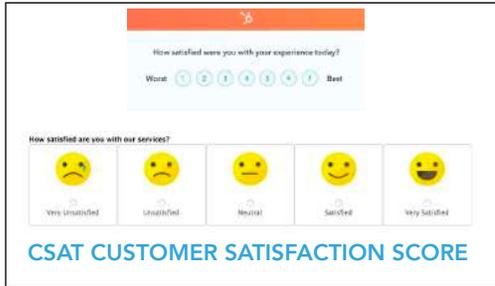 How satisfied were you with your experience today?
Worst 1 2 3 4 5 6 7 Best
How satisfied are you with our services?
Very Unsatisfied Unsatisfied Neutral Satisfied Very Satisfied
CSAT CUSTOMER SATISFACTION SCORE